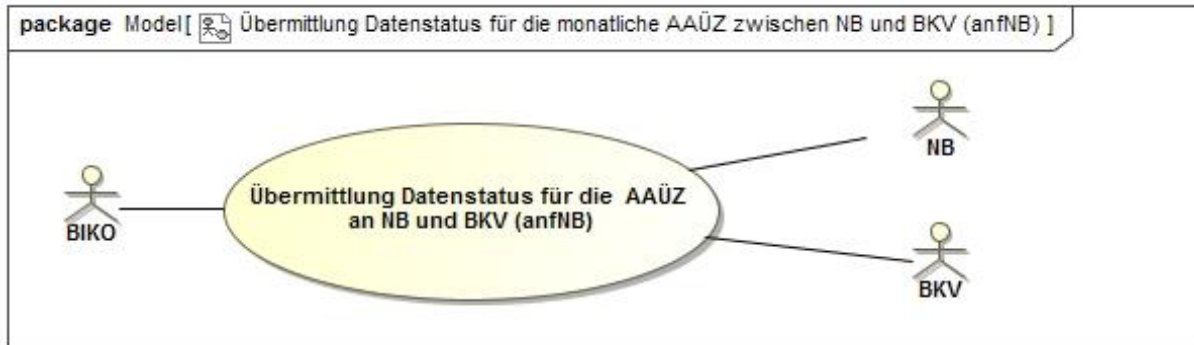 package Model[ Übermittlung Datenstatus für die monatliche AAÜZ zwischen NB und BKV (anfNB) ]
NB
Übermittlung Datenstatus für die AAÜZ
an NB und BKV (anfNB)
BIKO
BKV